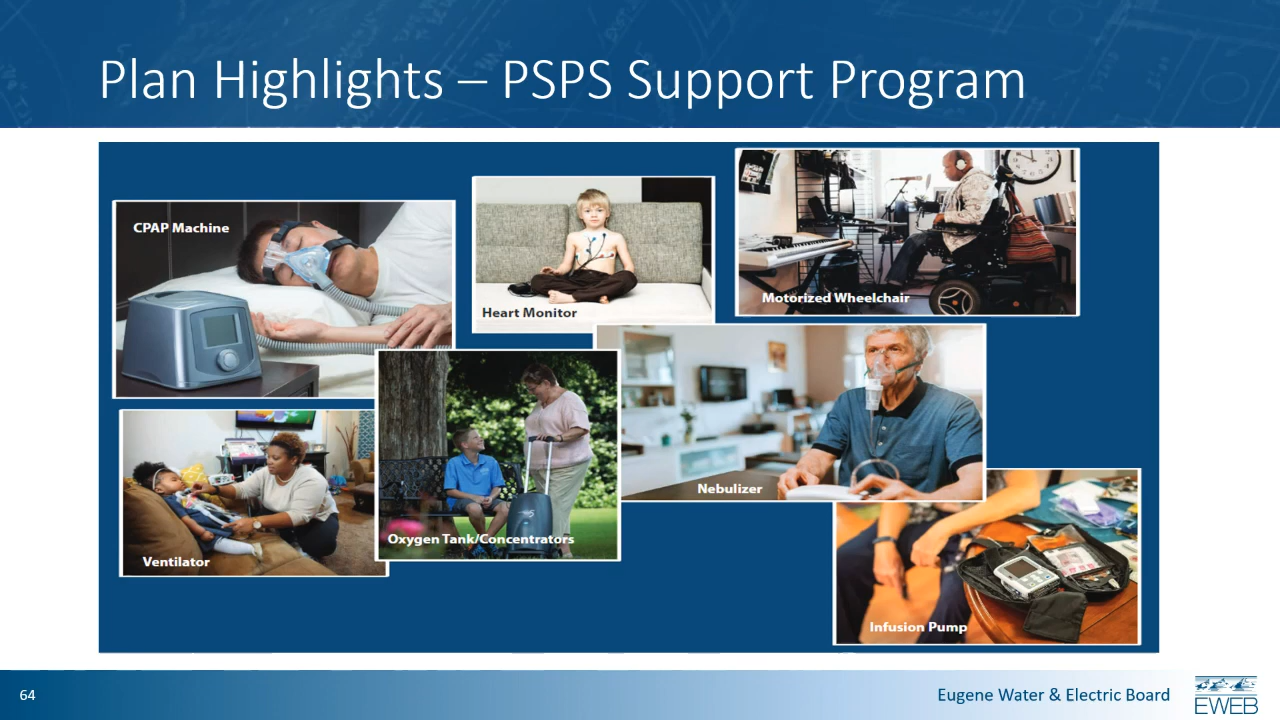 Plan Highlights – PSPS Support Program
CPAP Machine
Heart Monitor
Motorized Wheelchair
Ventilator
Oxygen Tank/Concentrators
Nebulizer
Infusion Pump
64
Eugene Water & Electric Board
EWEB